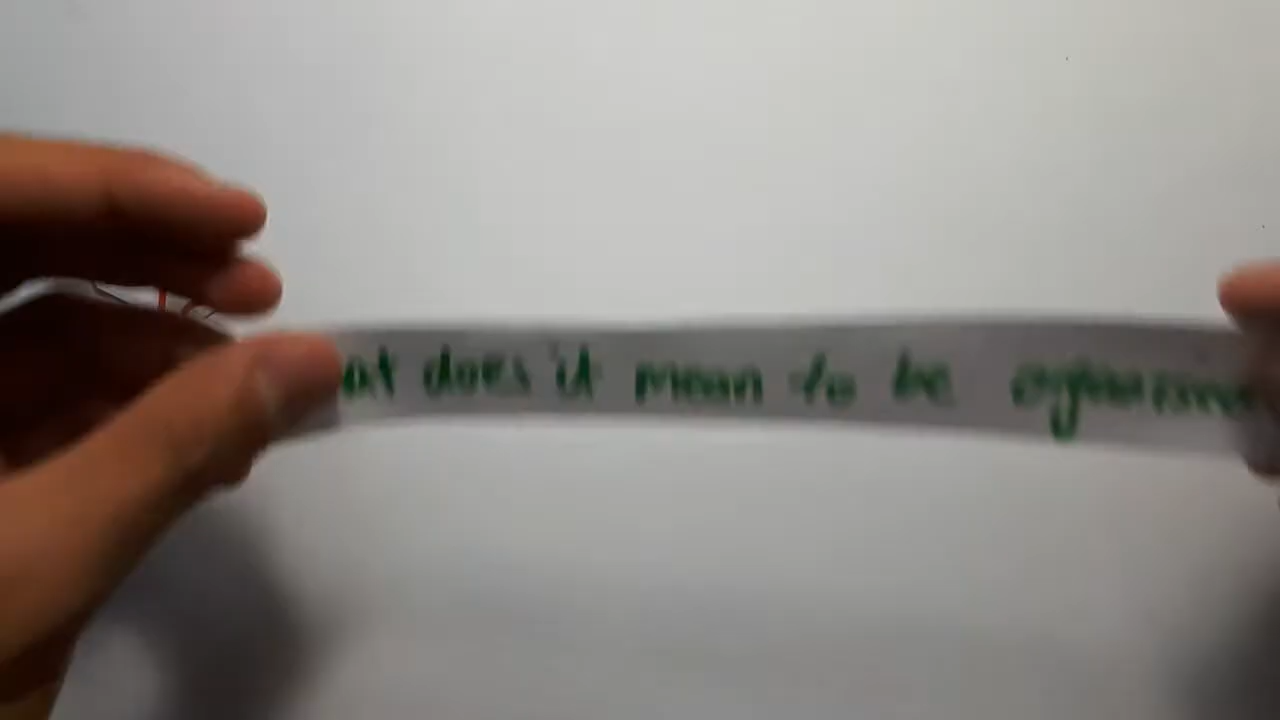 at does it mean to be